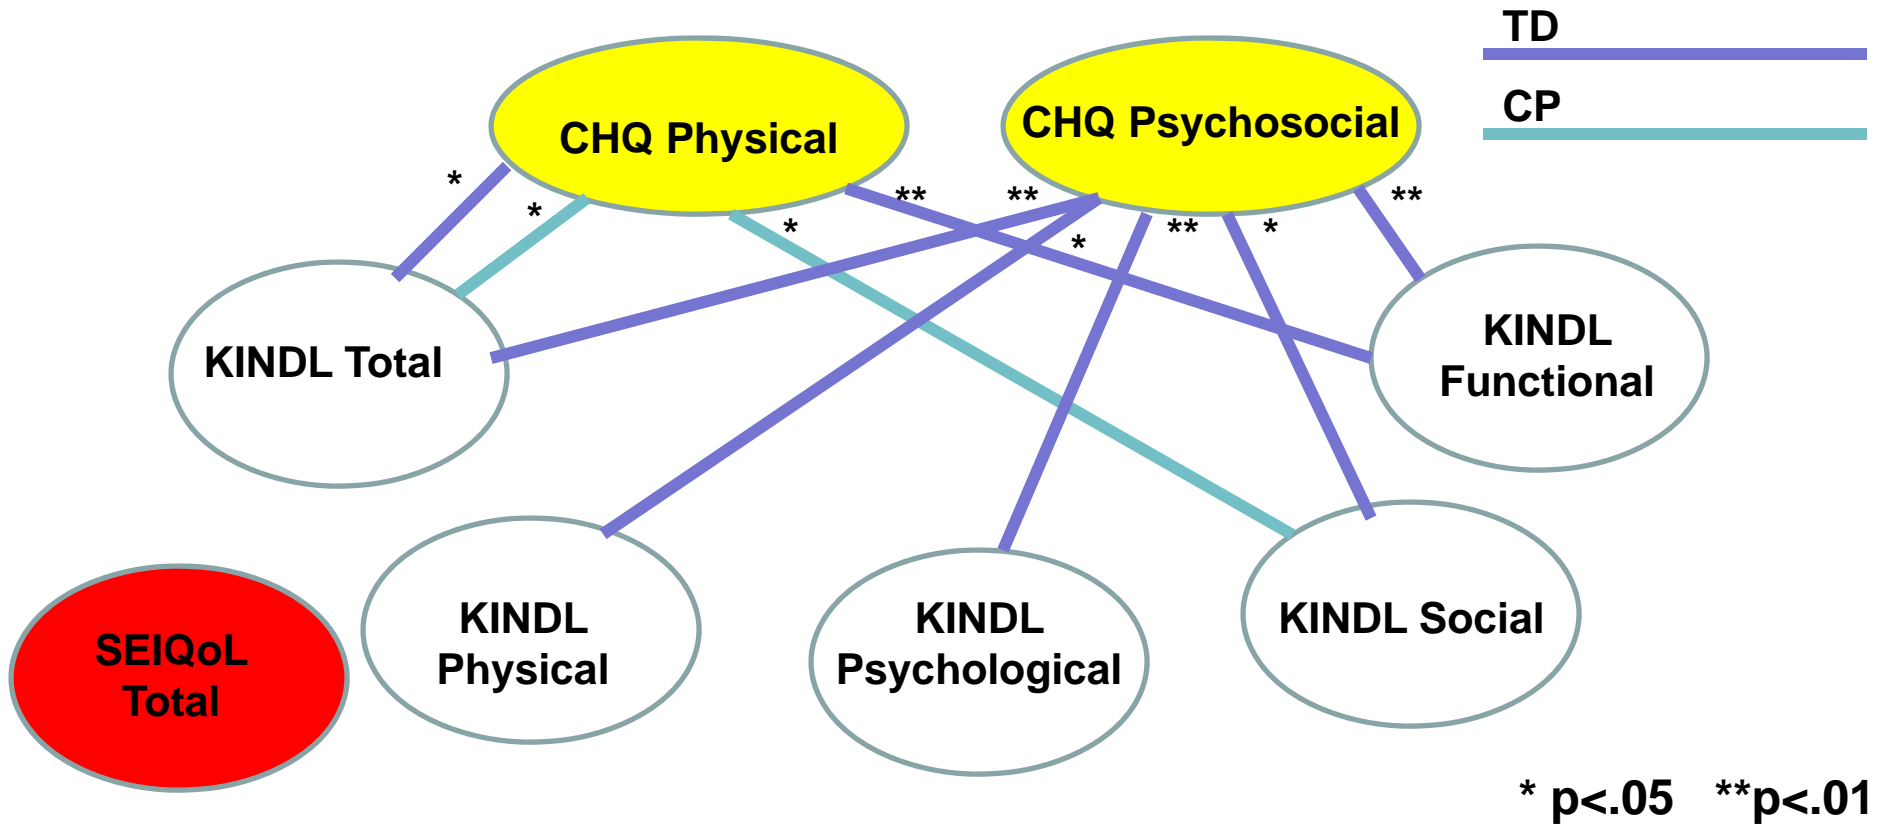 TD
CP
CHQ Physical
CHQ Psychosocial
*
*
**
*
**
*
**
*
**
KINDL Total
KINDL
Functional
KINDL
Physical
KINDL
Psychological
KINDL Social
SEIQoL
Total
* p<.05 **p<.01